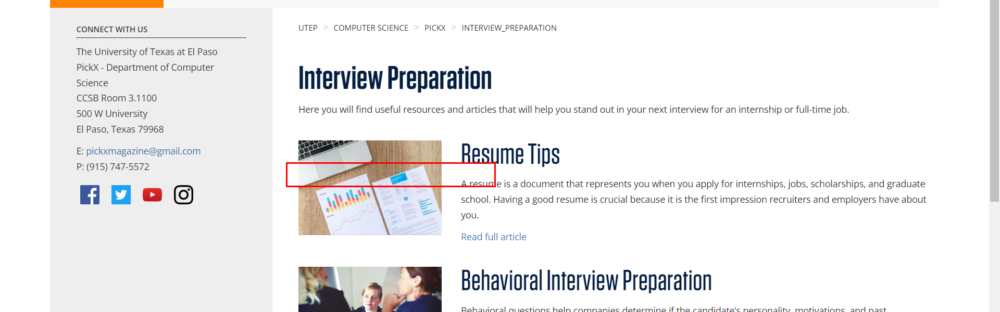 CONNECT WITH US
The University of Texas at El Paso
PickX - Department of Computer
Science
CCSB Room 3.1100
500 W University
El Paso, Texas 79968
E: pickxmagazine@gmail.com
P: (915) 747-5572
UTEP > COMPUTER SCIENCE > PICKX > INTERVIEW_PREPARATION
Interview Preparation
Here you will find useful resources and articles that will help you stand out in your next interview for an internship or full-time job.
Resume Tips
A resume is a document that represents you when you apply for internships, jobs, scholarships, and graduate
school. Having a good resume is crucial because it is the first impression recruiters and employers have about
you.
Read full article
Behavioral Interview Preparation
Behavioral questions help companies determine if the candidate's personality, motivations, and past